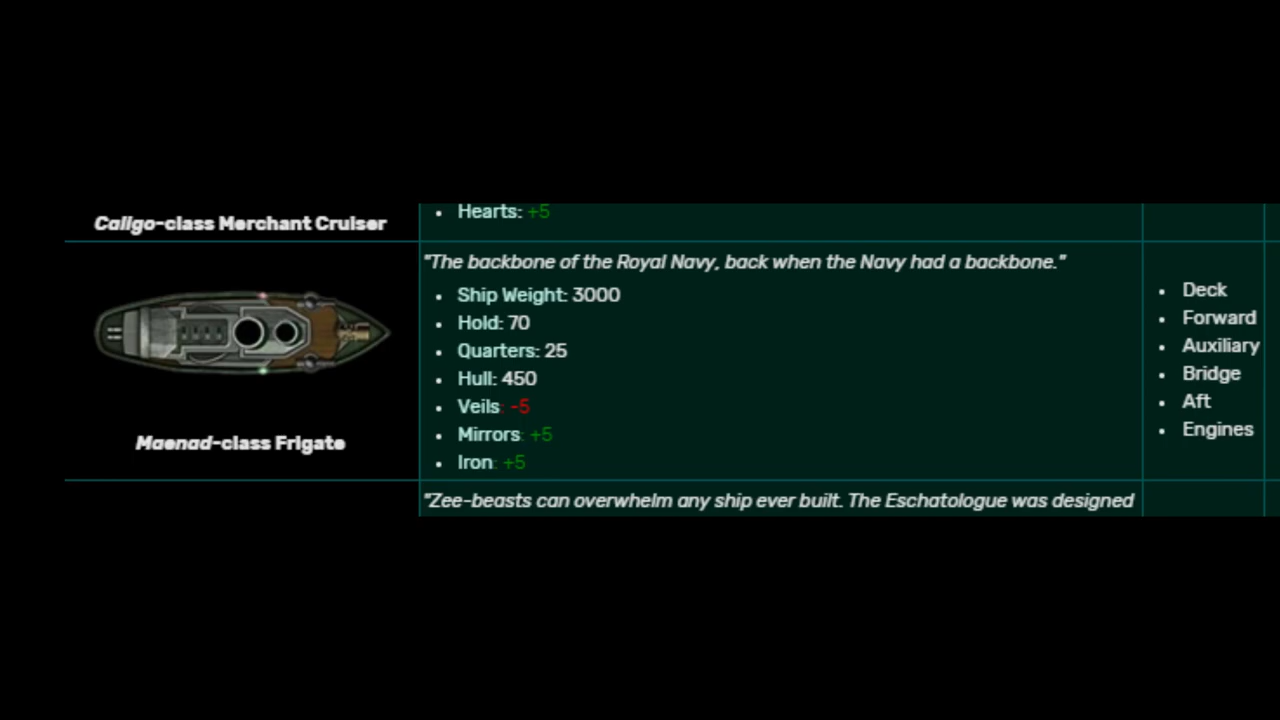 Caligo-class Merchant Cruiser
• Hearts: +5
"The backbone of the Royal Navy, back when the Navy had a backbone."
• Ship Weight: 3000
• Hold: 70
• Quarters: 25
• Hull: 450
• Veils: -5
• Mirrors: +5
• Iron: +5
Maenad-class Frigate
• Deck
• Forward
• Auxiliary
• Bridge
• Aft
• Engines
"Zee-beasts can overwhelm any ship ever built. The Eschatologue was designed